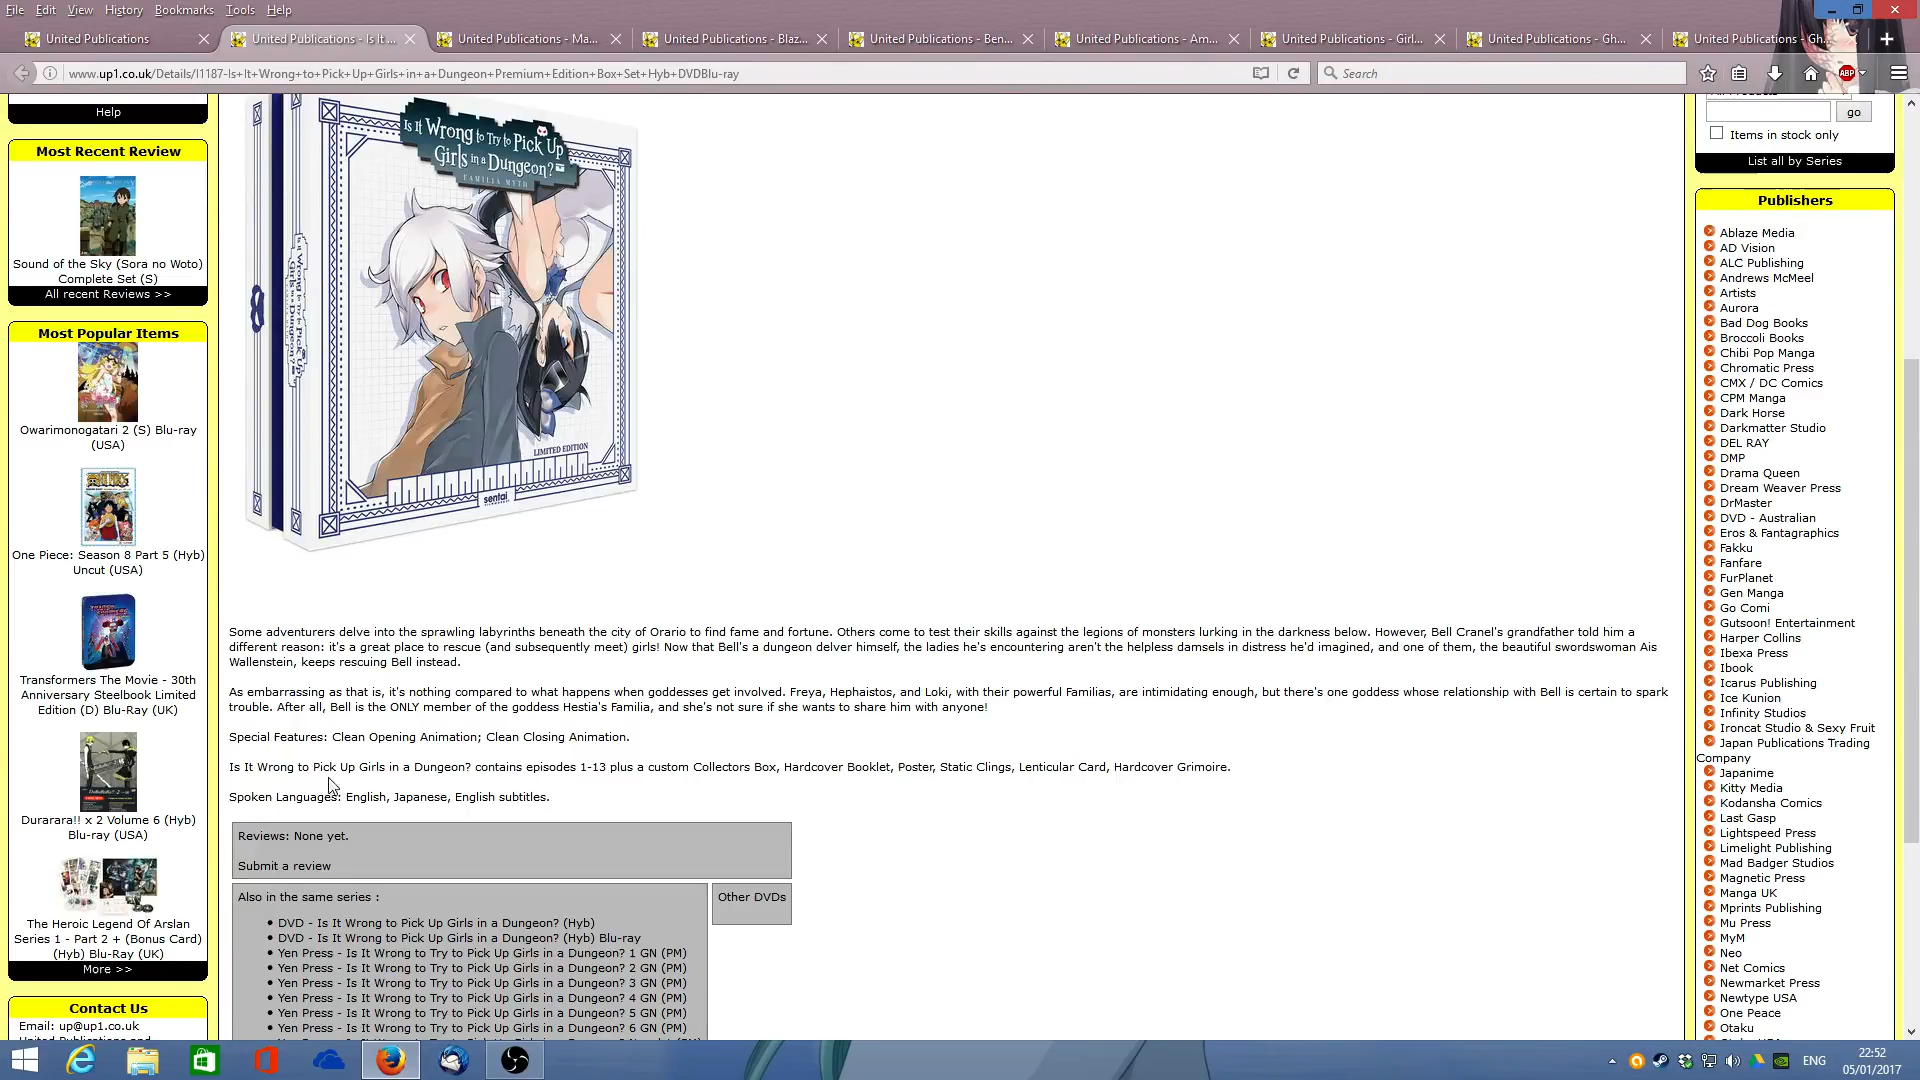 File Edit View History Bookmarks Tools Help
United Publications
United Publications - Is It ...
United Publications - Ma...
United Publications - Blaz...
United Publications - Ben...
United Publications - Am...
United Publications - Girl...
United Publications - Gh...
United Publications - Gh...
www.up1.co.uk/Details/I1187-Is+It+Wrong+to+Pick+Up+Girls+in+a+Dungeon+Premium+Edition+Box+Set+Hyb+DVDBlu-ray
Search
ABP
Help
Most Recent Review
Sound of the Sky (Sora no Woto)
Complete Set (S)
All recent Reviews >>
Most Popular Items
Owarimonogatari 2 (S) Blu-ray
(USA)
One Piece: Season 8 Part 5 (Hyb)
Uncut (USA)
Transformers The Movie - 30th
Anniversary Steelbook Limited
Edition (D) Blu-Ray (UK)
Durarara!! x 2 Volume 6 (Hyb)
Blu-ray (USA)
The Heroic Legend Of Arslan
Series 1 - Part 2 + (Bonus Card)
(Hyb) Blu-Ray (UK)
More >>
Contact Us
Email: up@up1.co.uk
Is It Wrong to Try to Pick Up
Girls in a Dungeon?
FAMILIA MYTH
LIMITED EDITION
sentai
Some adventurers delve into the sprawling labyrinths beneath the city of Orario to find fame and fortune. Others come to test their skills against the legions of monsters lurking in the darkness below. However, Bell Cranel's grandfather told him a
different reason: it's a great place to rescue (and subsequently meet) girls! Now that Bell's a dungeon delver himself, the ladies he's encountering aren't the helpless damsels in distress he'd imagined, and one of them, the beautiful swordswoman Ais
Wallenstein, keeps rescuing Bell instead.
As embarrassing as that is, it's nothing compared to what happens when goddesses get involved. Freya, Hephaistos, and Loki, with their powerful Familias, are intimidating enough, but there's one goddess whose relationship with Bell is certain to spark
trouble. After all, Bell is the ONLY member of the goddess Hestia's Familia, and she's not sure if she wants to share him with anyone!
Special Features: Clean Opening Animation; Clean Closing Animation.
Is It Wrong to Pick Up Girls in a Dungeon? contains episodes 1-13 plus a custom Collectors Box, Hardcover Booklet, Poster, Static Clings, Lenticular Card, Hardcover Grimoire.
Spoken Languages: English, Japanese, English subtitles.
Reviews: None yet.
Submit a review
Also in the same series :
DVD - Is It Wrong to Pick Up Girls in a Dungeon? (Hyb)
DVD - Is It Wrong to Pick Up Girls in a Dungeon? (Hyb) Blu-ray
Yen Press - Is It Wrong to Try to Pick Up Girls in a Dungeon? 1 GN (PM)
Yen Press - Is It Wrong to Try to Pick Up Girls in a Dungeon? 2 GN (PM)
Yen Press - Is It Wrong to Try to Pick Up Girls in a Dungeon? 3 GN (PM)
Yen Press - Is It Wrong to Try to Pick Up Girls in a Dungeon? 4 GN (PM)
Yen Press - Is It Wrong to Try to Pick Up Girls in a Dungeon? 5 GN (PM)
Yen Press - Is It Wrong to Try to Pick Up Girls in a Dungeon? 6 GN (PM)
Other DVDs
go
Items in stock only
List all by Series
Publishers
Ablaze Media
AD Vision
ALC Publishing
Andrews McMeel
Artists
Aurora
Bad Dog Books
Broccoli Books
Chibi Pop Manga
Chromatic Press
CMX / DC Comics
CPM Manga
Dark Horse
Darkmatter Studio
DEL RAY
DMP
Drama Queen
Dream Weaver Press
DrMaster
DVD - Australian
Eros & Fantagraphics
Fakku
Fanfare
FurPlanet
Gen Manga
Go Comi
Gutsoon! Entertainment
Harper Collins
Ibexa Press
Ibook
Icarus Publishing
Ice Kunion
Infinity Studios
Ironcat Studio & Sexy Fruit
Japan Publications Trading
Company
Japanime
Kitty Media
Kodansha Comics
Last Gasp
Lightspeed Press
Limelight Publishing
Mad Badger Studios
Magnetic Press
Manga UK
Mprints Publishing
Mu Press
MyM
Neo
Net Comics
Newmarket Press
Newtype USA
One Peace
Otaku
ENG
22:52
05/01/2017